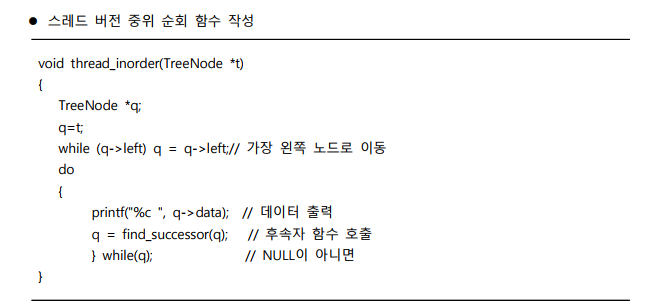 ● 스레드 버전 중위 순회 함수 작성
void thread_inorder(TreeNode *t)
{
TreeNode *q;
q=t;
while (q->left) q = q->left;// 가장 왼쪽 노드로 이동
do
{
printf("%c ", q->data); // 데이터 출력
q = find_successor(q); // 후속자 함수 호출
} while(q); // NULL이 아니면
}